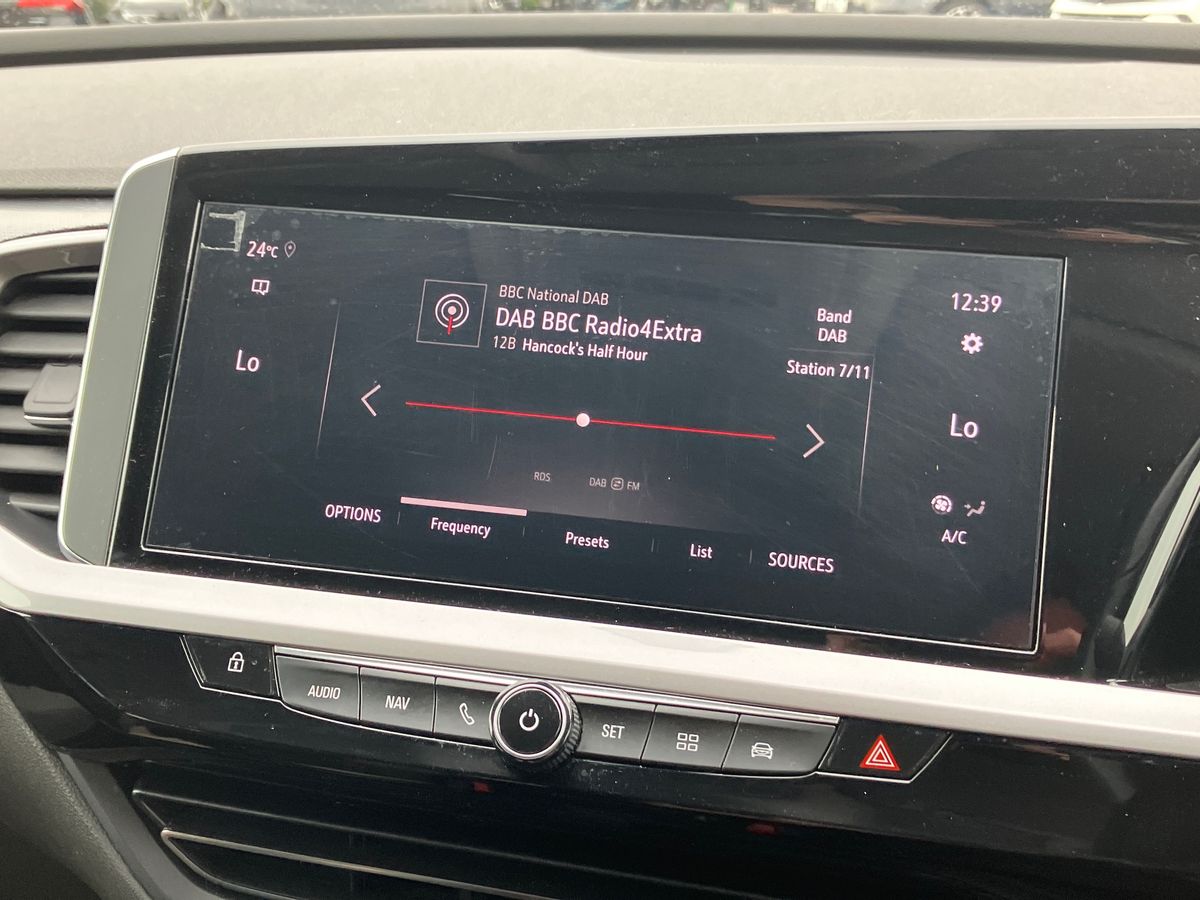 24°C
BBC National DAB
DAB BBC Radio4Extra
12B Hancock's Half Hour
Band
DAB
Station 7/11
12:39
Lo
Lo
RDS
DAB FM
A/C
OPTIONS
Frequency
Presets
List
SOURCES
AUDIO
NAV
SET